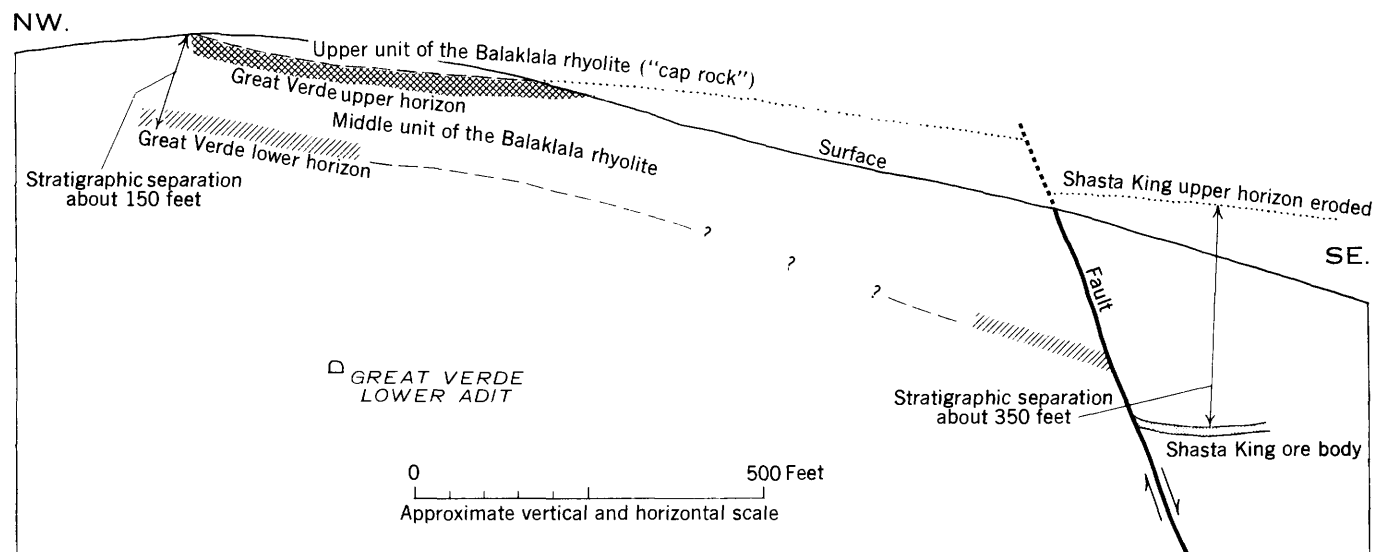 NW.
Upper unit of the Balaklala rhyolite ("cap rock")
Great Verde upper horizon
Middle unit of the Balaklala rhyolite
Great Verde lower horizon
Stratigraphic separation
about 150 feet
Surface
Shasta King upper horizon eroded
SE.
?
?
?
Fault
GREAT VERDE
LOWER ADIT
Stratigraphic separation
about 350 feet
Shasta King ore body
0 500 Feet
Approximate vertical and horizontal scale